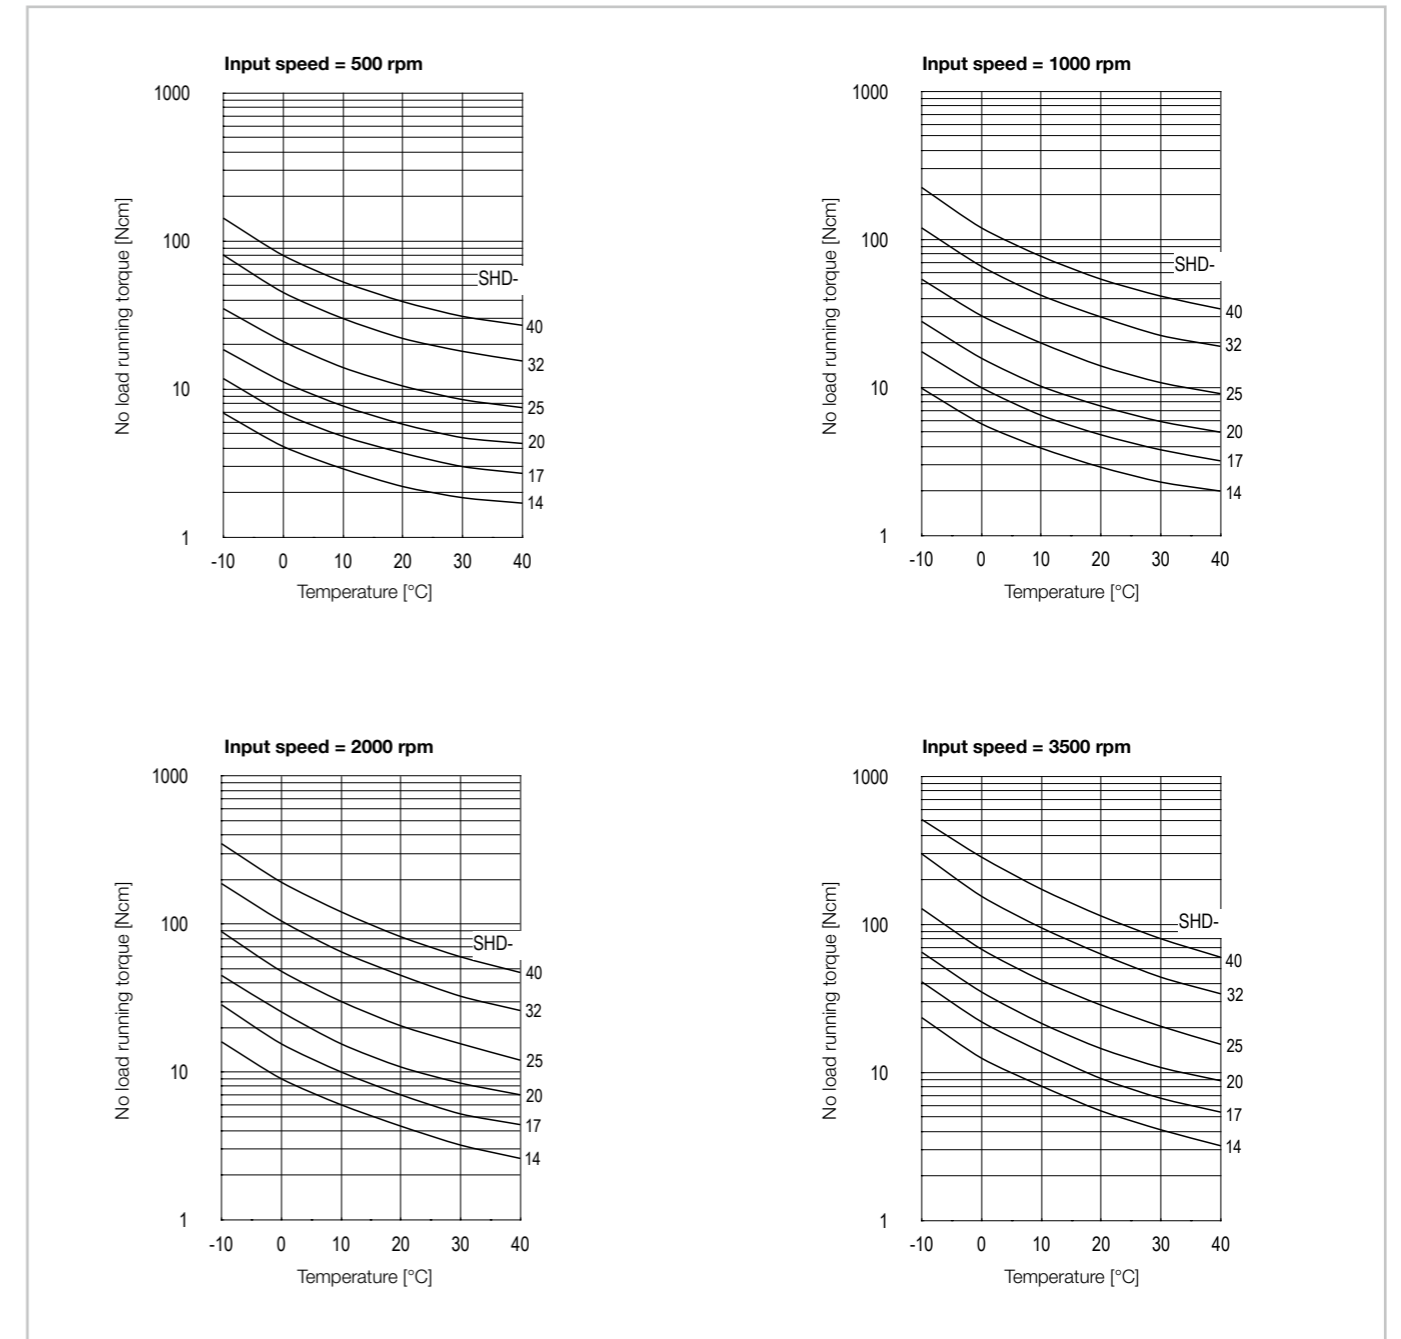 Input speed = 500 rpm
1000
100
10
1
No load running torque [Ncm]
SHD-
40
32
25
20
17
14
-10 0 10 20 30 40
Temperature [°C]
Input speed = 1000 rpm
1000
100
10
1
No load running torque [Ncm]
SHD-
40
32
25
20
17
14
-10 0 10 20 30 40
Temperature [°C]
Input speed = 2000 rpm
1000
100
10
1
No load running torque [Ncm]
SHD-
40
32
25
20
17
14
-10 0 10 20 30 40
Temperature [°C]
Input speed = 3500 rpm
1000
100
10
1
No load running torque [Ncm]
SHD-
40
32
25
20
17
14
-10 0 10 20 30 40
Temperature [°C]